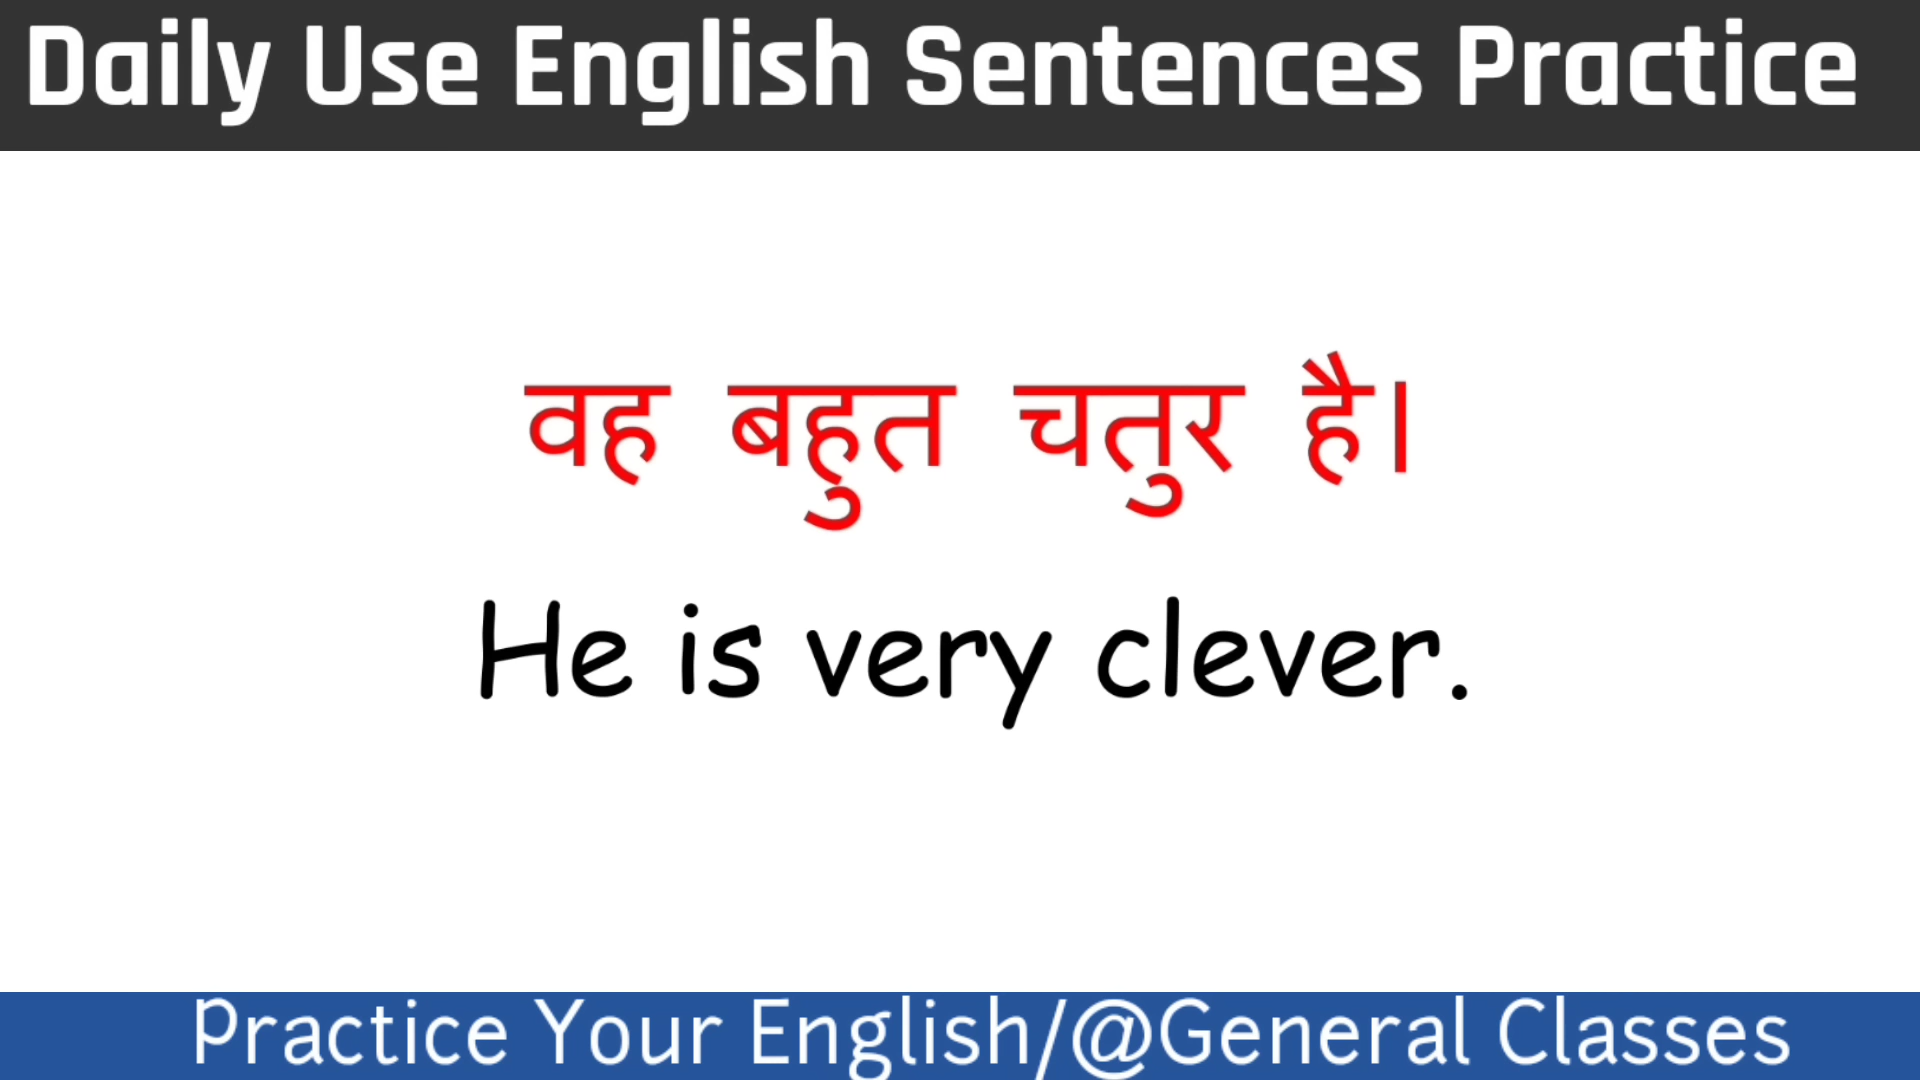 Daily Use English Sentences Practice
वह बहुत चतुर है।
He is very clever.
Practice Your English/@General Classes